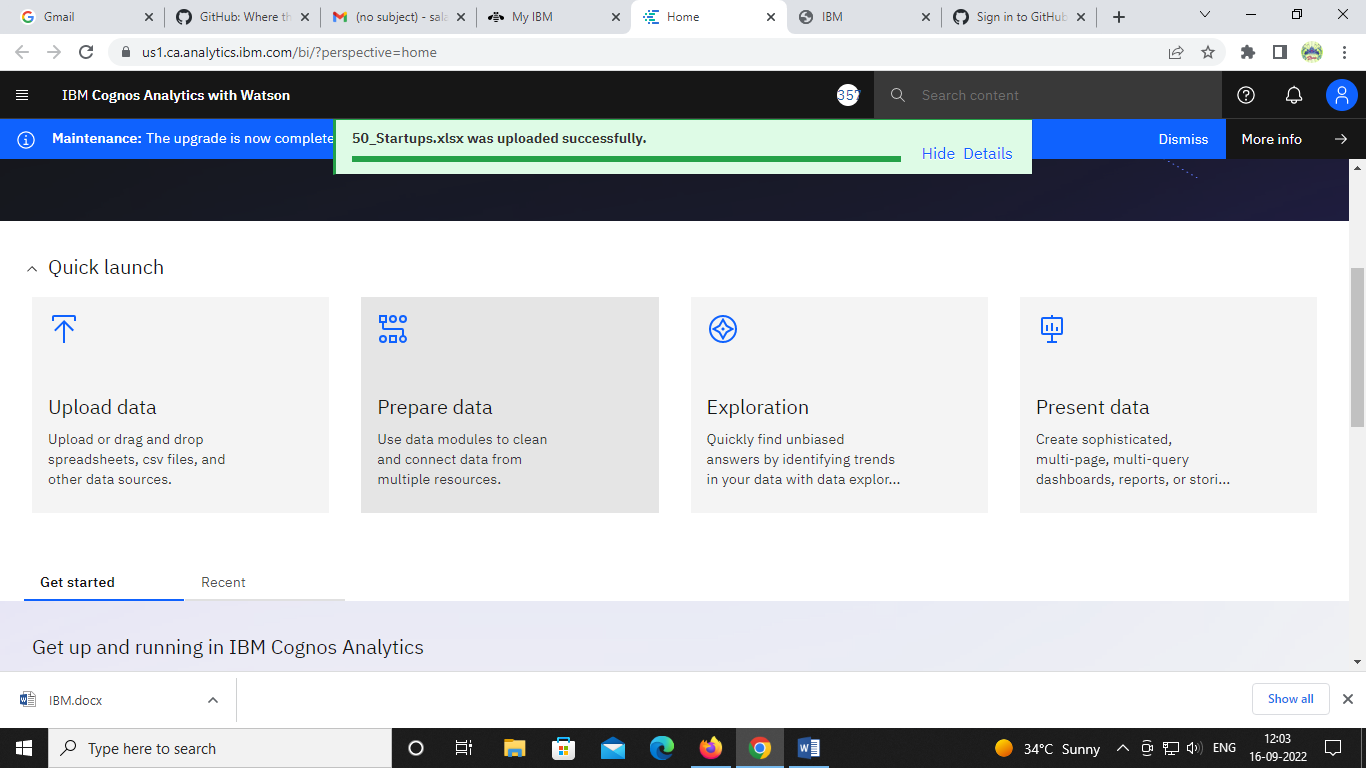 Gmail
GitHub: Where th
(no subject) - sala
My IBM
Home
IBM
Sign in to GitHub
us1.ca.analytics.ibm.com/bi/?perspective=home
IBM Cognos Analytics with Watson
357
Search content
Maintenance: The upgrade is now complete
50_Startups.xlsx was uploaded successfully.
Hide Details
Dismiss
More info
Quick launch
Upload data
Upload or drag and drop
spreadsheets, csv files, and
other data sources.
Prepare data
Use data modules to clean
and connect data from
multiple resources.
Exploration
Quickly find unbiased
answers by identifying trends
in your data with data explor...
Present data
Create sophisticated,
multi-page, multi-query
dashboards, reports, or stori...
Get started
Recent
Get up and running in IBM Cognos Analytics
IBM.docx
Show all
Type here to search
34°C Sunny
ENG
12:03
16-09-2022